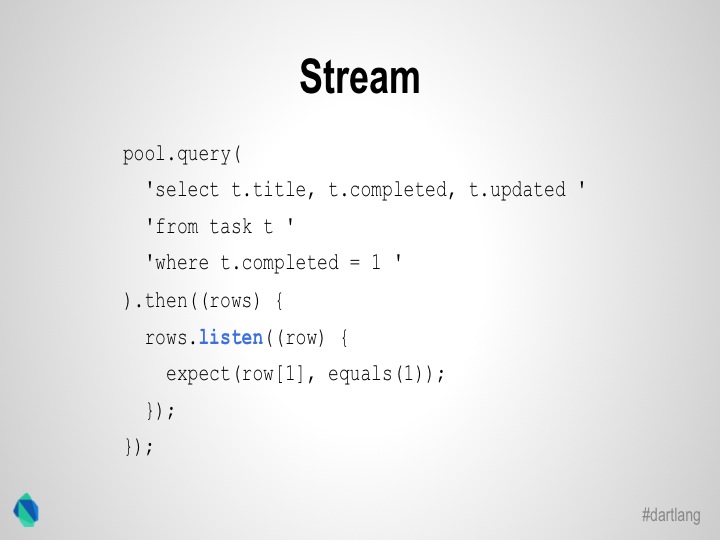 Stream
pool.query(
'select t.title, t.completed, t.updated '
'from task t '
'where t.completed = 1 '
).then((rows) {
rows.listen((row) {
expect(row[1], equals(1));
});
});
#dartlang